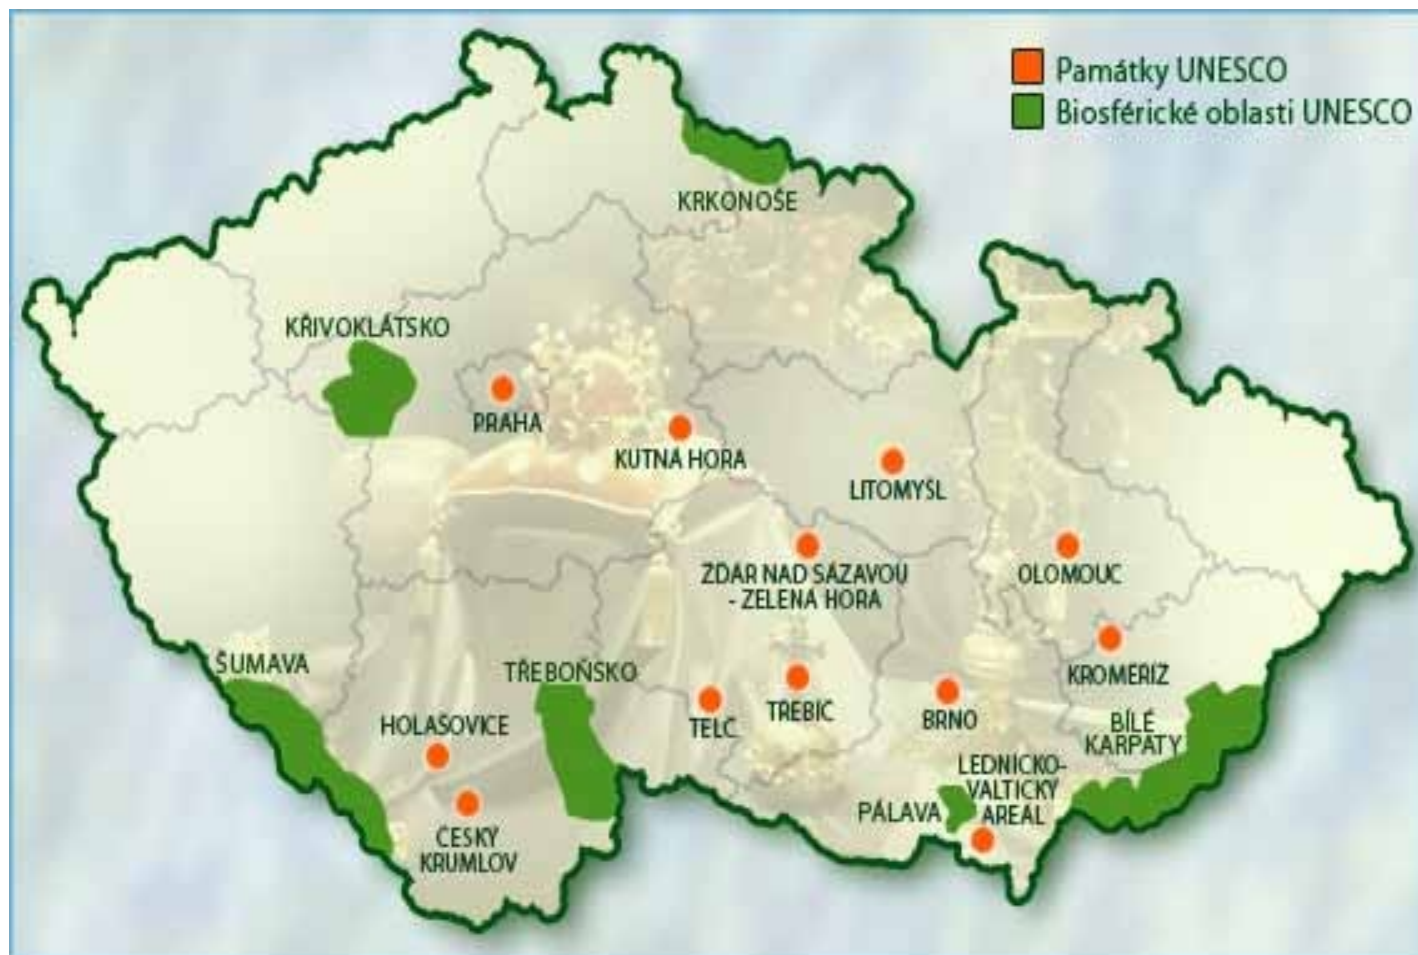 Památky UNESCO
Biosférické oblasti UNESCO
KRKONOŠE
KŘIVOKLÁTSKO
PRAHA
KUTNÁ HORA
LITOMYŠL
ŽĎÁR NAD SÁZAVOU
- ZELENÁ HORA
OLOMOUC
KROMĚŘÍŽ
ŠUMAVA
TŘEBOŇSKO
HOLAŠOVICE
TELČ
TŘEBÍČ
BRNO
BÍLÉ
KARPATY
LEDNICKO-
VALTICKÝ
AREÁL
PÁLAVA
ČESKÝ
KRUMLOV